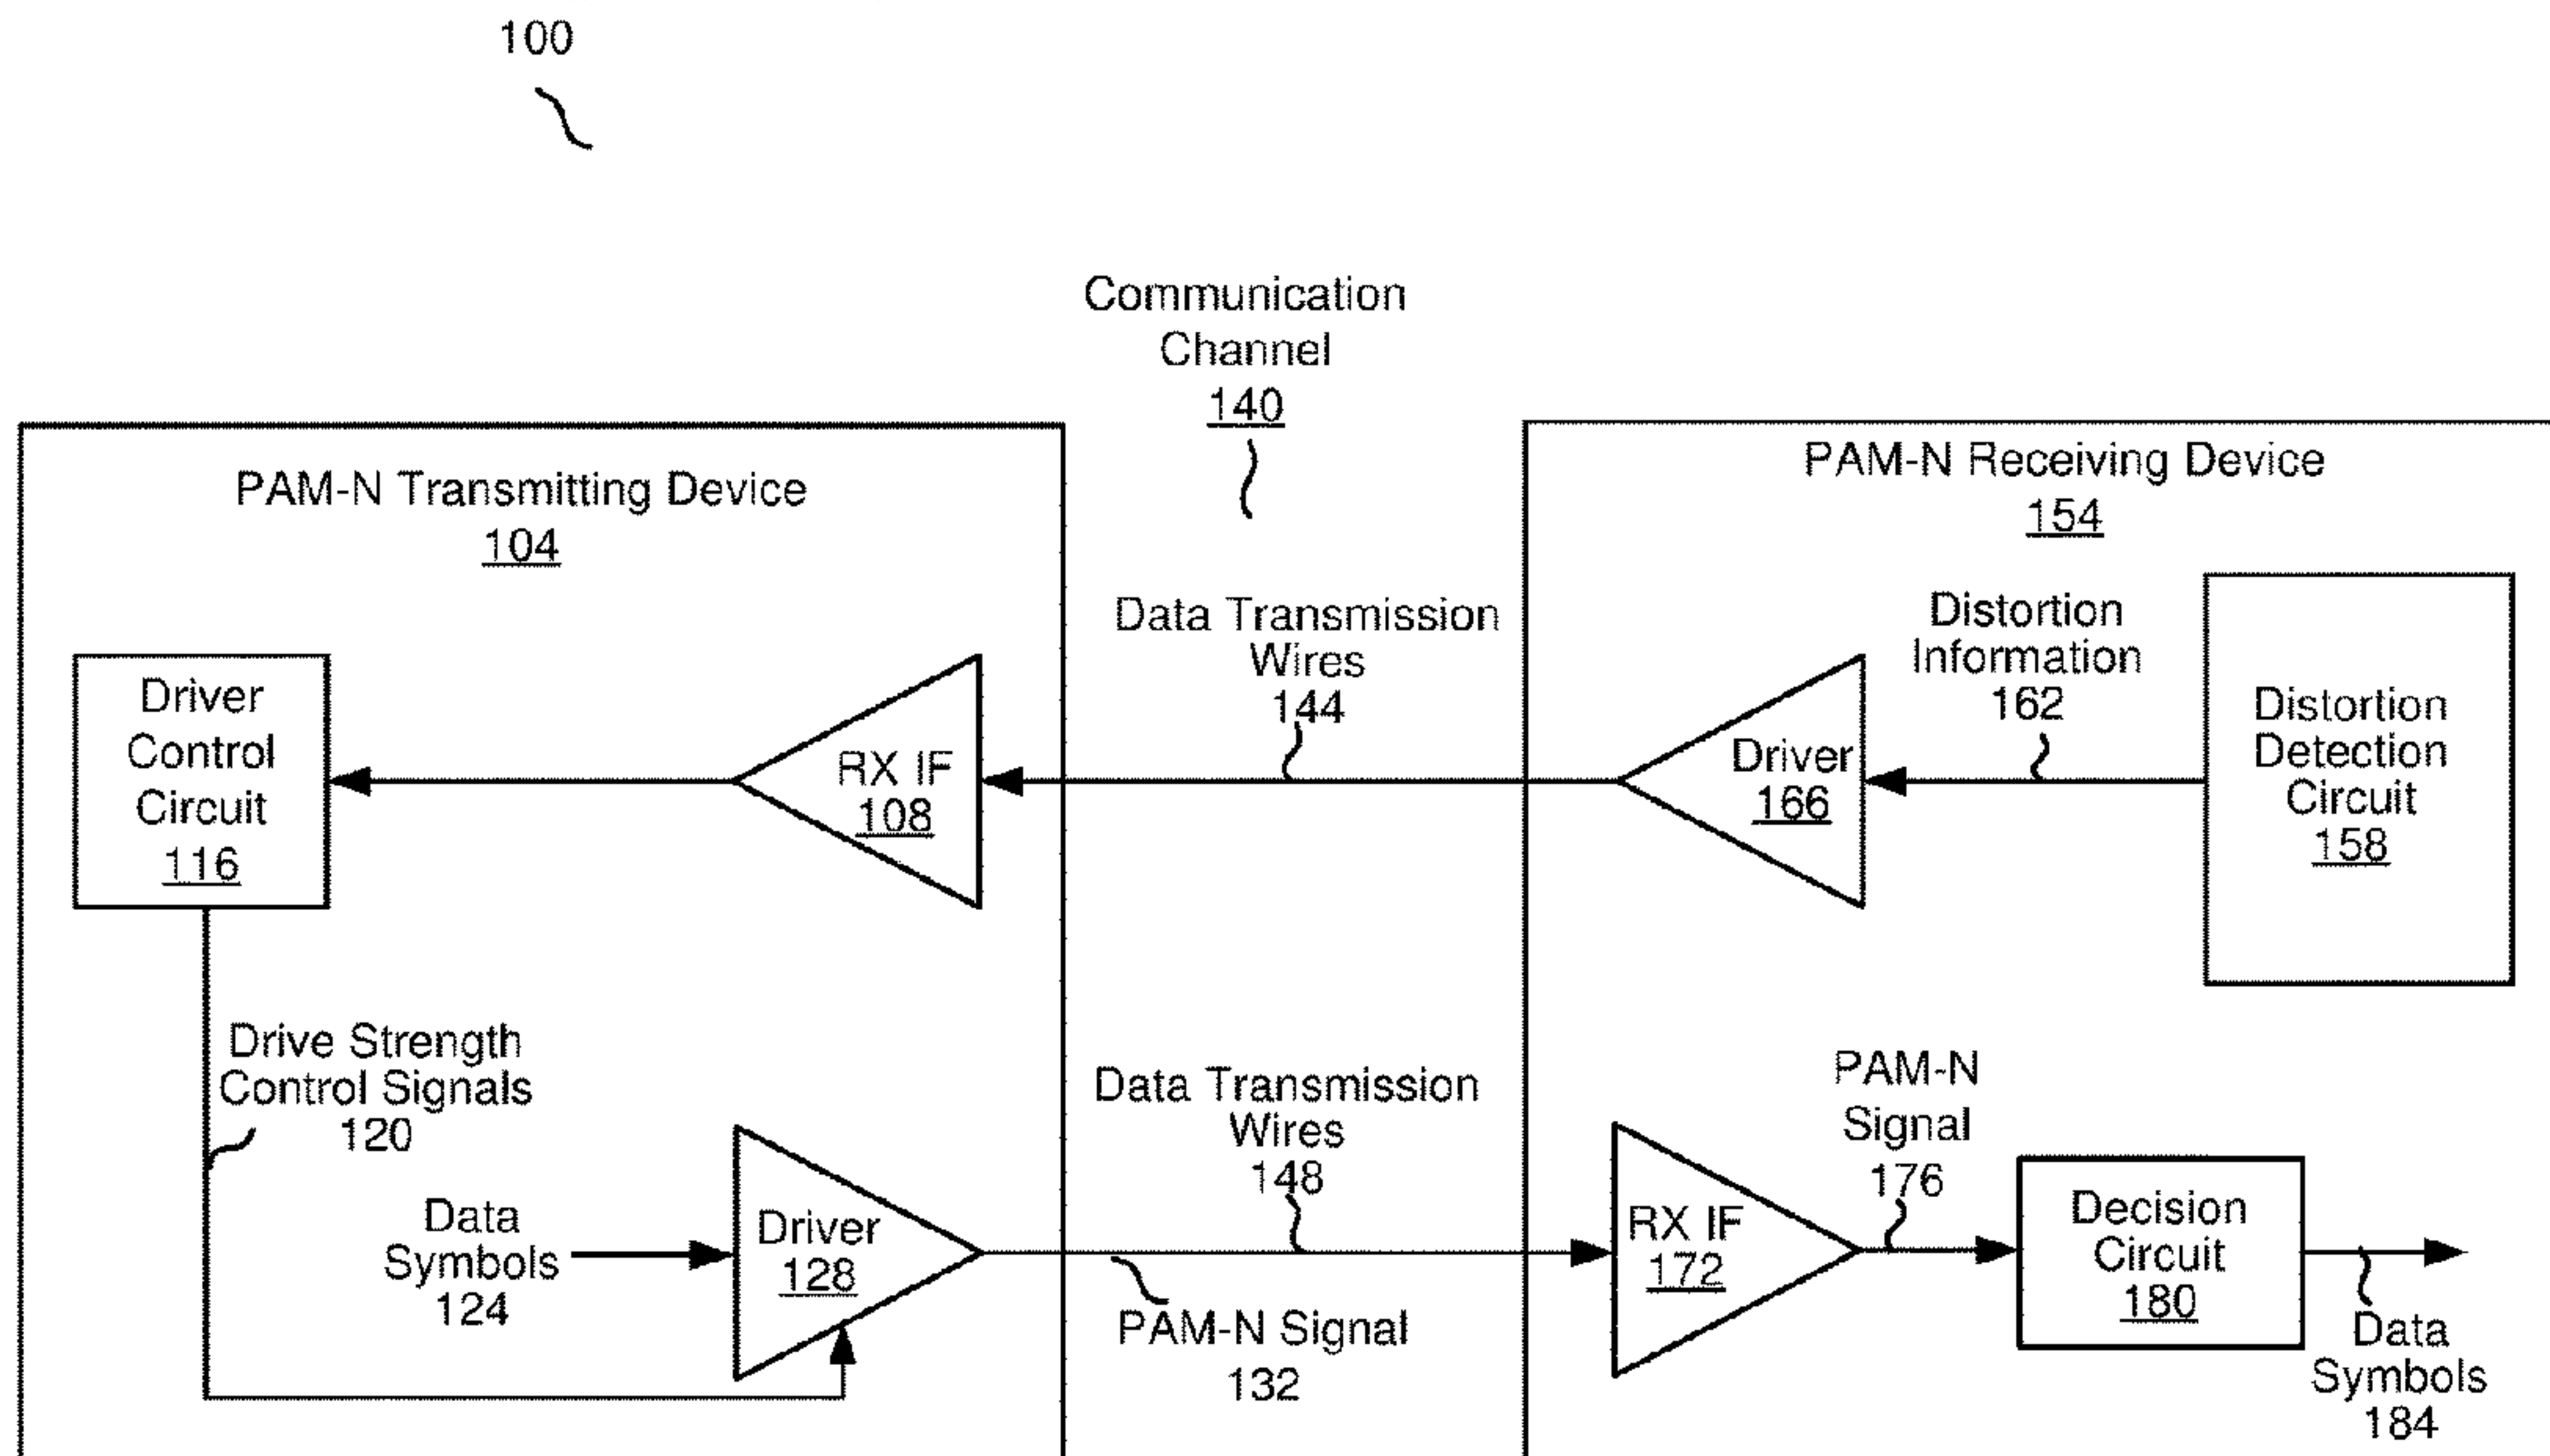 100
Communication
Channel
140
PAM-N Transmitting Device
104
PAM-N Receiving Device
154
Driver
Control
Circuit
116
RX IF
108
Data Transmission
Wires
144
Driver
166
Distortion
Information
162
Distortion
Detection
Circuit
158
Drive Strength
Control Signals
120
Data
Symbols
124
Driver
128
Data Transmission
Wires
148
PAM-N Signal
132
RX IF
172
PAM-N
Signal
176
Decision
Circuit
180
Data
Symbols
184